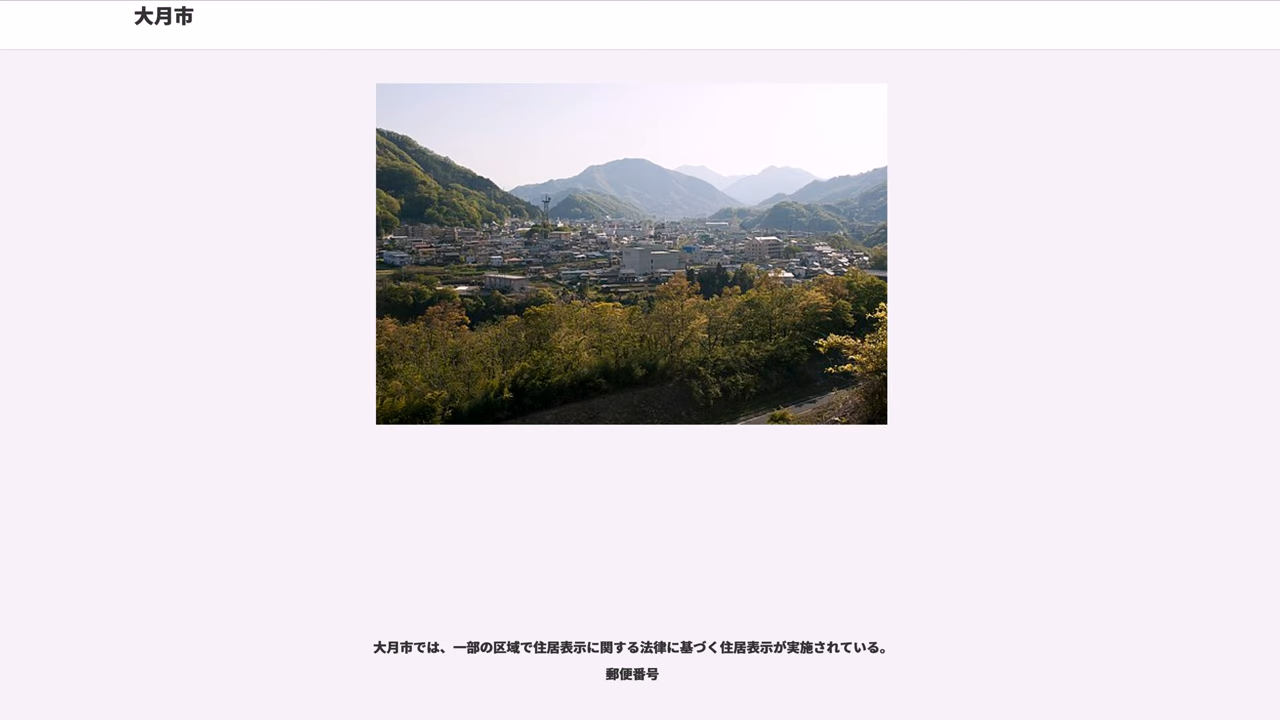 大月市
大月市では、一部の区域で住居表示に関する法律に基づく住居表示が実施されている。
郵便番号